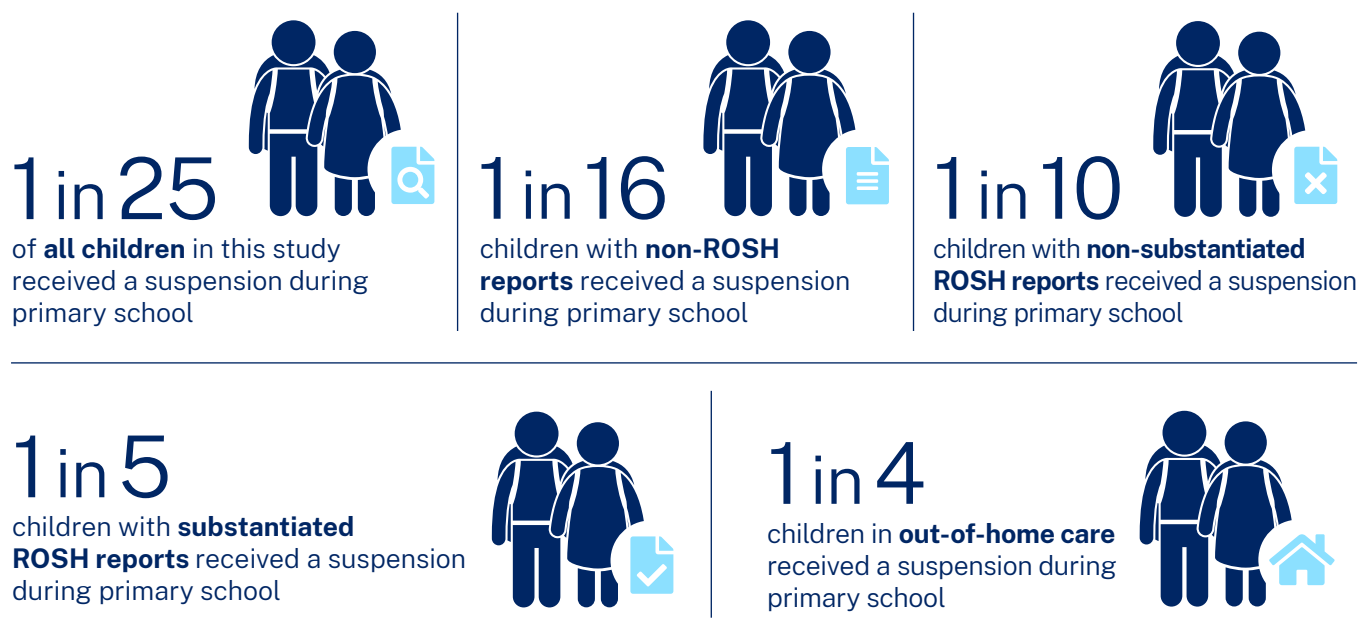 1 in 25
of all children in this study
received a suspension during
primary school
1 in 16
children with non-ROSH
reports received a suspension
during primary school
1 in 10
children with non-substantiated
ROSH reports received a suspension
during primary school
1 in 5
children with substantiated
ROSH reports received a suspension
during primary school
1 in 4
children in out-of-home care
received a suspension during
primary school